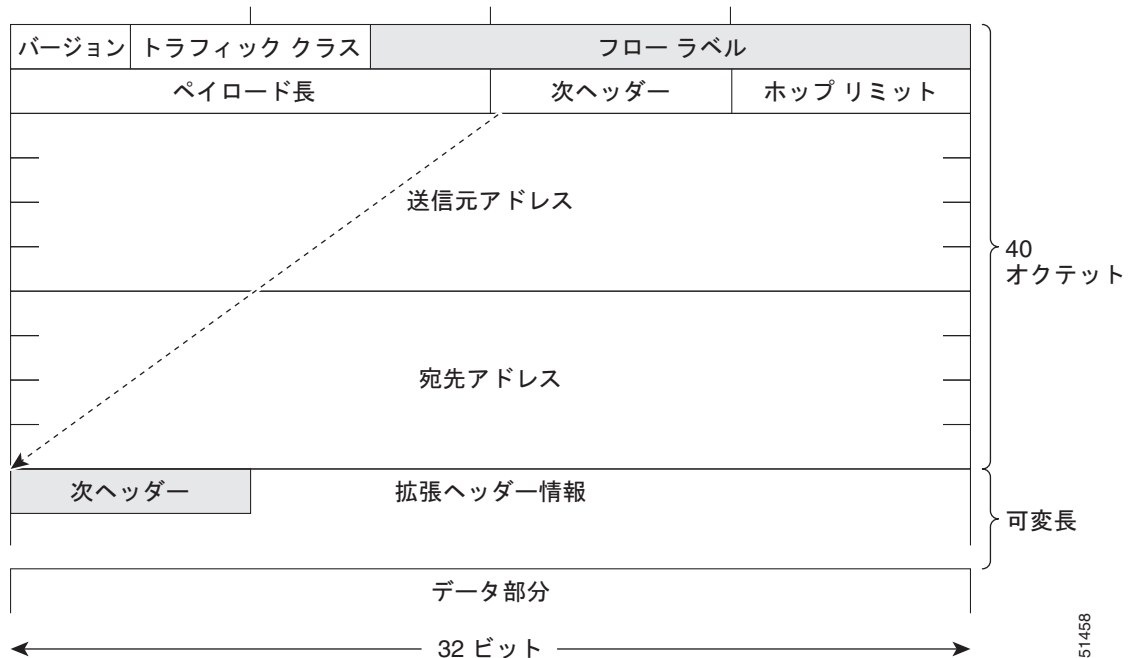 バージョン トラフィック クラス フロー ラベル
ペイロード長 次ヘッダー ホップ リミット
送信元アドレス
40
オクテット
宛先アドレス
次ヘッダー 拡張ヘッダー情報
可変長
データ部分
32 ビット
51458